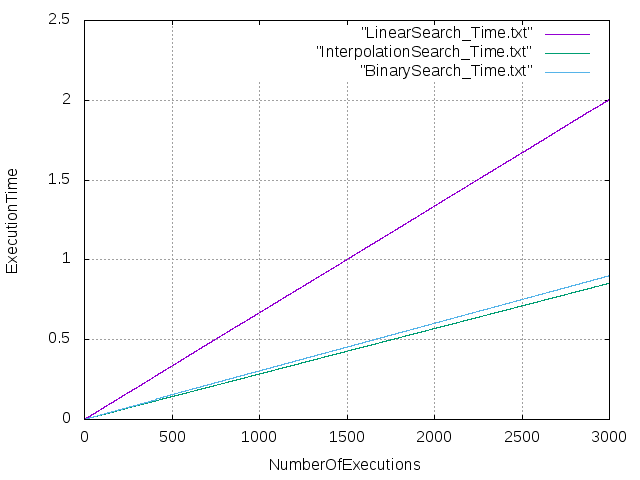 2.5
"LinearSearch_Time.txt"
"InterpolationSearch_Time.txt"
"BinarySearch_Time.txt"
2
1.5
ExecutionTime
1
0.5
0
0 500 1000 1500 2000 2500 3000
NumberOfExecutions